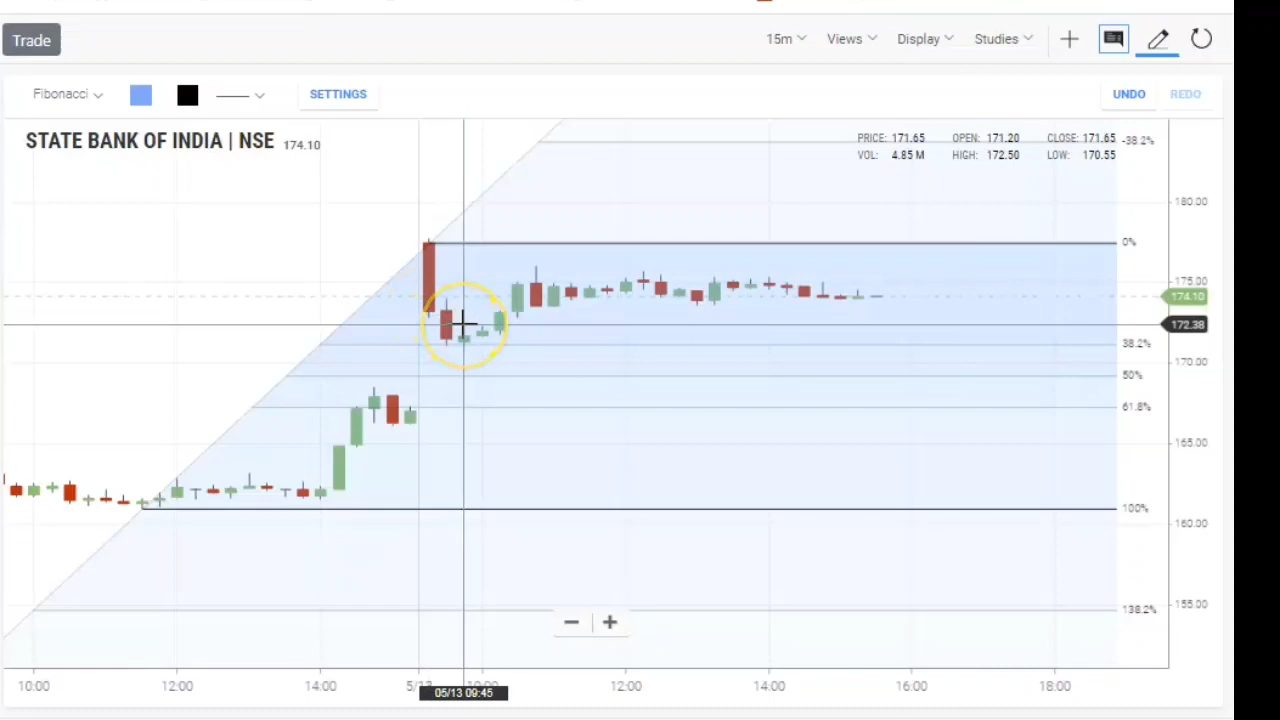 Trade
15m Views Display Studies
Fibonacci SETTINGS UNDO REDO
STATE BANK OF INDIA | NSE 174.10
PRICE: 171.65 OPEN: 171.20 CLOSE: 171.65
VOL: 4.85 M HIGH: 172.50 LOW: 170.55
-38.2%
180.00
0%
175.00
174.10
172.38
38.2%
170.00
50%
61.8%
165.00
100%
160.00
155.00
138.2%
10:00 12:00 14:00 12:00 14:00 16:00 18:00
05/13 09:45